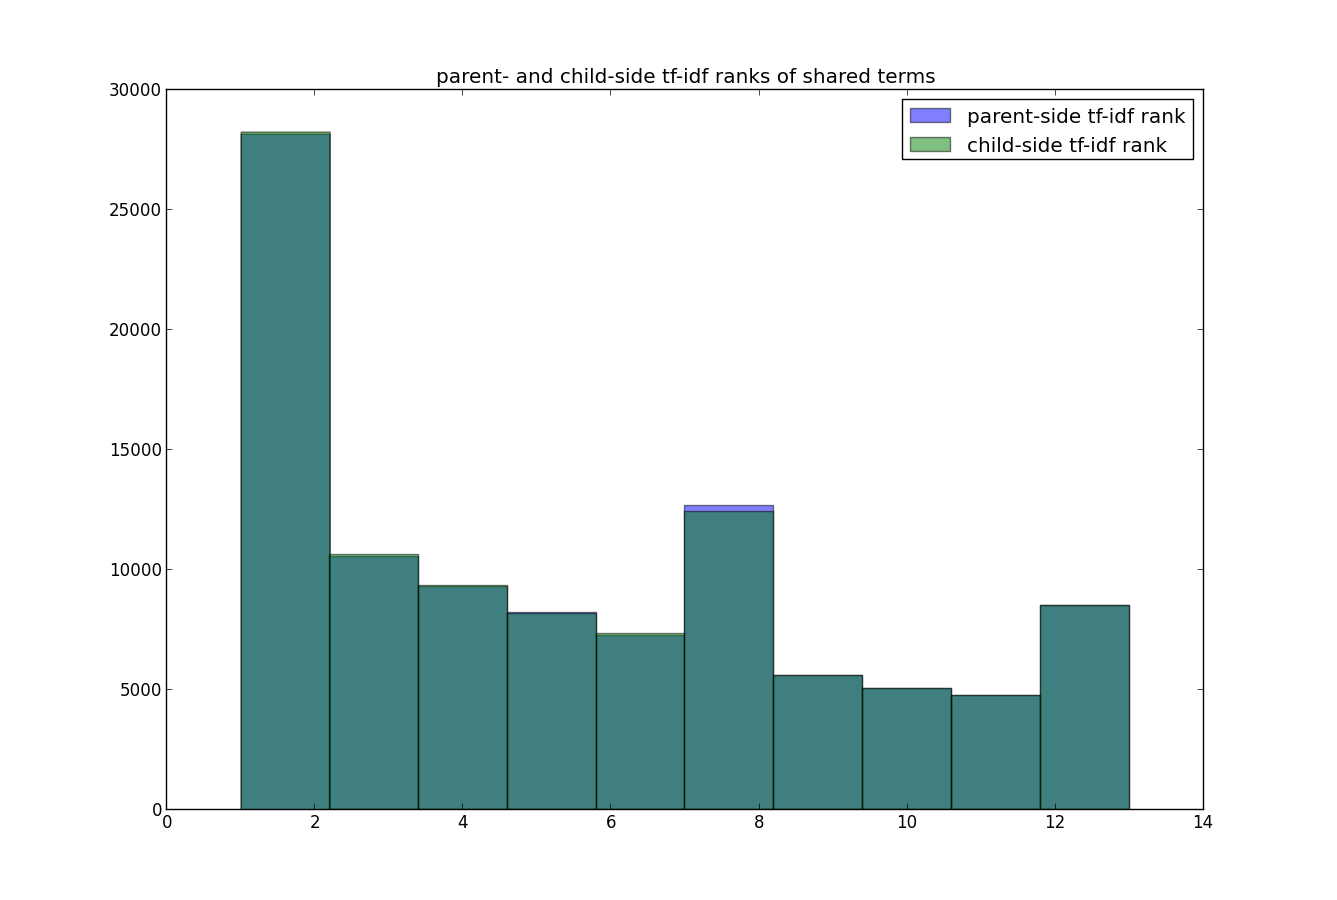 parent- and child-side tf-idf ranks of shared terms
30000
25000
20000
15000
10000
5000
0
parent-side tf-idf rank
child-side tf-idf rank
0 2 4 6 8 10 12 14